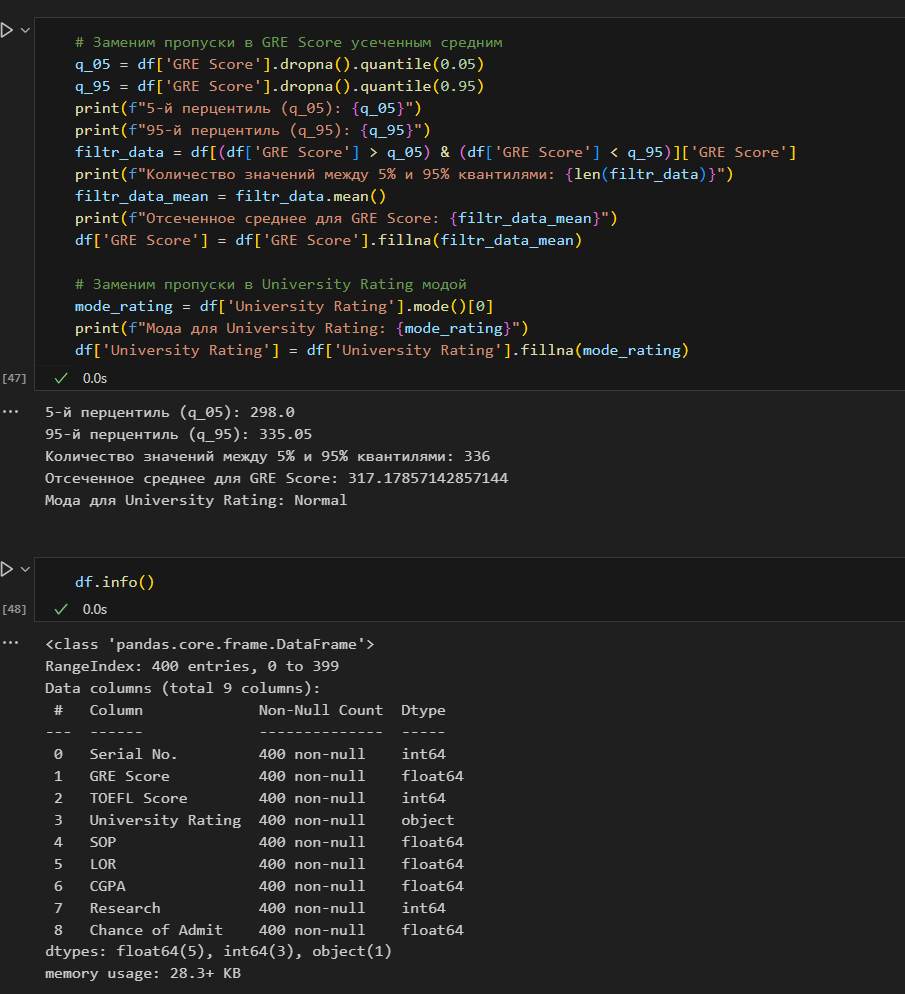 # Заменим пропуски в GRE Score усеченным средним
q_05 = df['GRE Score'].dropna().quantile(0.05)
q_95 = df['GRE Score'].dropna().quantile(0.95)
print(f"5-й перцентиль (q_05): {q_05}")
print(f"95-й перцентиль (q_95): {q_95}")
filtr_data = df[(df['GRE Score'] > q_05) & (df['GRE Score'] < q_95)]['GRE Score']
print(f"Количество значений между 5% и 95% квантилями: {len(filtr_data)}")
filtr_data_mean = filtr_data.mean()
print(f"Отсеченное среднее для GRE Score: {filtr_data_mean}")
df['GRE Score'] = df['GRE Score'].fillna(filtr_data_mean)
# Заменим пропуски в University Rating модой
mode_rating = df['University Rating'].mode()[0]
print(f"Мода для University Rating: {mode_rating}")
df['University Rating'] = df['University Rating'].fillna(mode_rating)
[47] ✓ 0.0s
... 5-й перцентиль (q_05): 298.0
95-й перцентиль (q_95): 335.05
Количество значений между 5% и 95% квантилями: 336
Отсеченное среднее для GRE Score: 317.17857142857144
Мода для University Rating: Normal
df.info()
[48] ✓ 0.0s
... <class 'pandas.core.frame.DataFrame'>
RangeIndex: 400 entries, 0 to 399
Data columns (total 9 columns):
#   Column             Non-Null Count  Dtype
---  ------             --------------  -----
0   Serial No.         400 non-null    int64
1   GRE Score          400 non-null    float64
2   TOEFL Score        400 non-null    int64
3   University Rating  400 non-null    object
4   SOP                400 non-null    float64
5   LOR                400 non-null    float64
6   CGPA               400 non-null    float64
7   Research           400 non-null    int64
8   Chance of Admit    400 non-null    float64
dtypes: float64(5), int64(3), object(1)
memory usage: 28.3+ KB